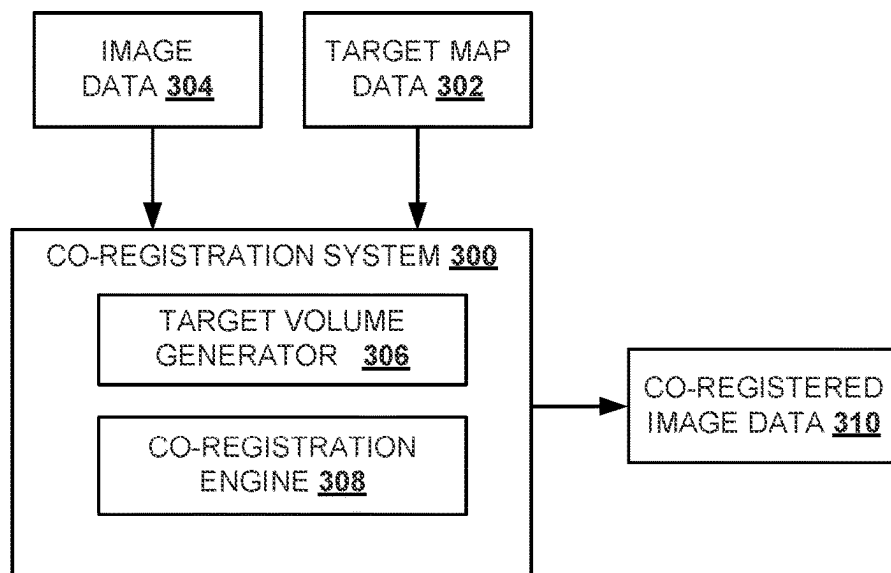 IMAGE
DATA 304
TARGET MAP
DATA 302
CO-REGISTRATION SYSTEM 300
TARGET VOLUME
GENERATOR 306
CO-REGISTRATION
ENGINE 308
CO-REGISTERED
IMAGE DATA 310